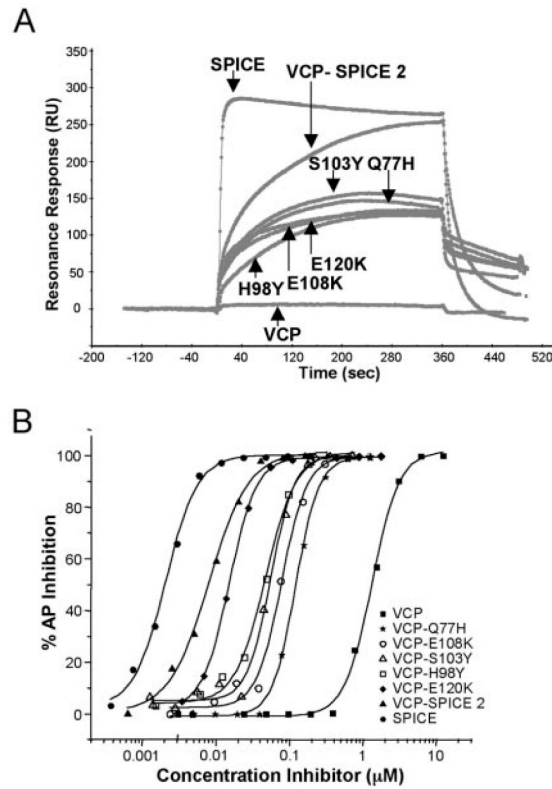 A
SPICE
VCP- SPICE 2
S103Y Q77H
E120K
E108K
H98Y
VCP
Resonance Response (RU)
350
300
250
200
150
100
50
0
-50
-200 -120 -40 40 120 200 280 360 440 520
Time (sec)
B
% AP Inhibition
100
80
60
40
20
0
VCP
VCP-Q77H
VCP-E108K
VCP-S103Y
VCP-H98Y
VCP-E120K
VCP-SPICE 2
SPICE
0.001 0.01 0.1 1 10
Concentration Inhibitor (µM)